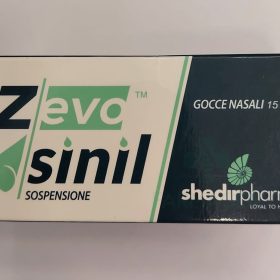 Zevo™
sinil
SOSPENSIONE
GOCCE NASALI 15
shedirpharm
LOYAL TO